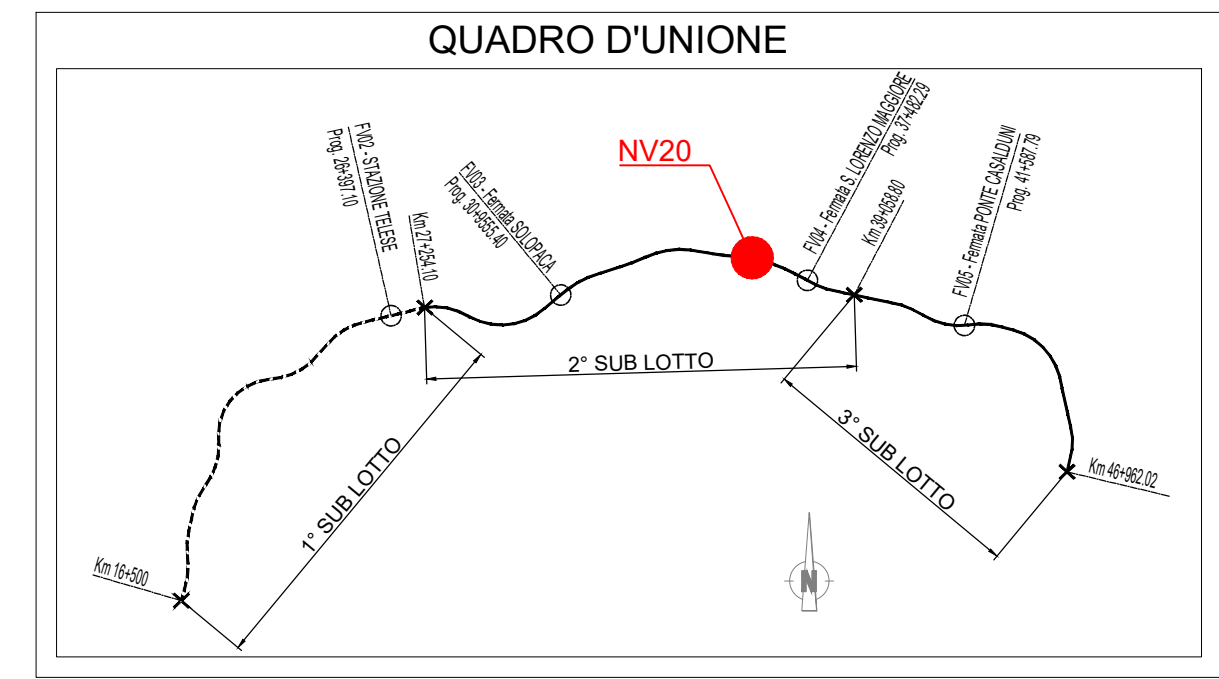 QUADRO D'UNIONE
FV02 - STAZIONE TELESE
Prog. 26+397.10
Km 27+254.10
FV03 - Fermata SOLOPACA
Prog. 30+9555.40
NV20
FV04 - Fermata S. LORENZO MAGGIORE
Prog. 37+482.29
Km 39+058.80
FV05 - Fermata PONTE CASALDUNI
Prog. 41+587.79
2° SUB LOTTO
1° SUB LOTTO
3° SUB LOTTO
Km 46+962.02
Km 16+500
N